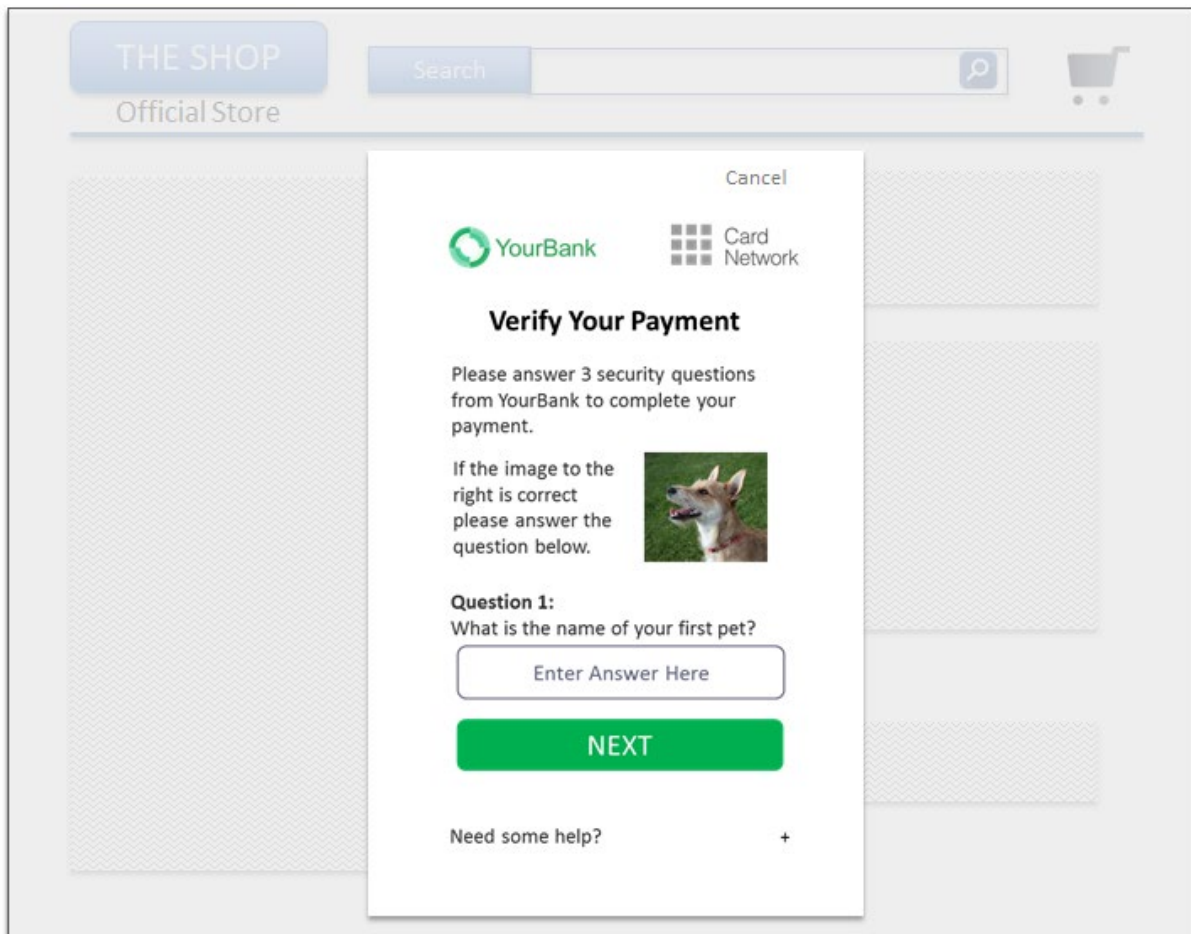 THE SHOP
Official Store
Search
Cancel
YourBank
Card
Network
Verify Your Payment
Please answer 3 security questions
from YourBank to complete your
payment.
If the image to the
right is correct
please answer the
question below.
Question 1:
What is the name of your first pet?
Enter Answer Here
NEXT
Need some help? +